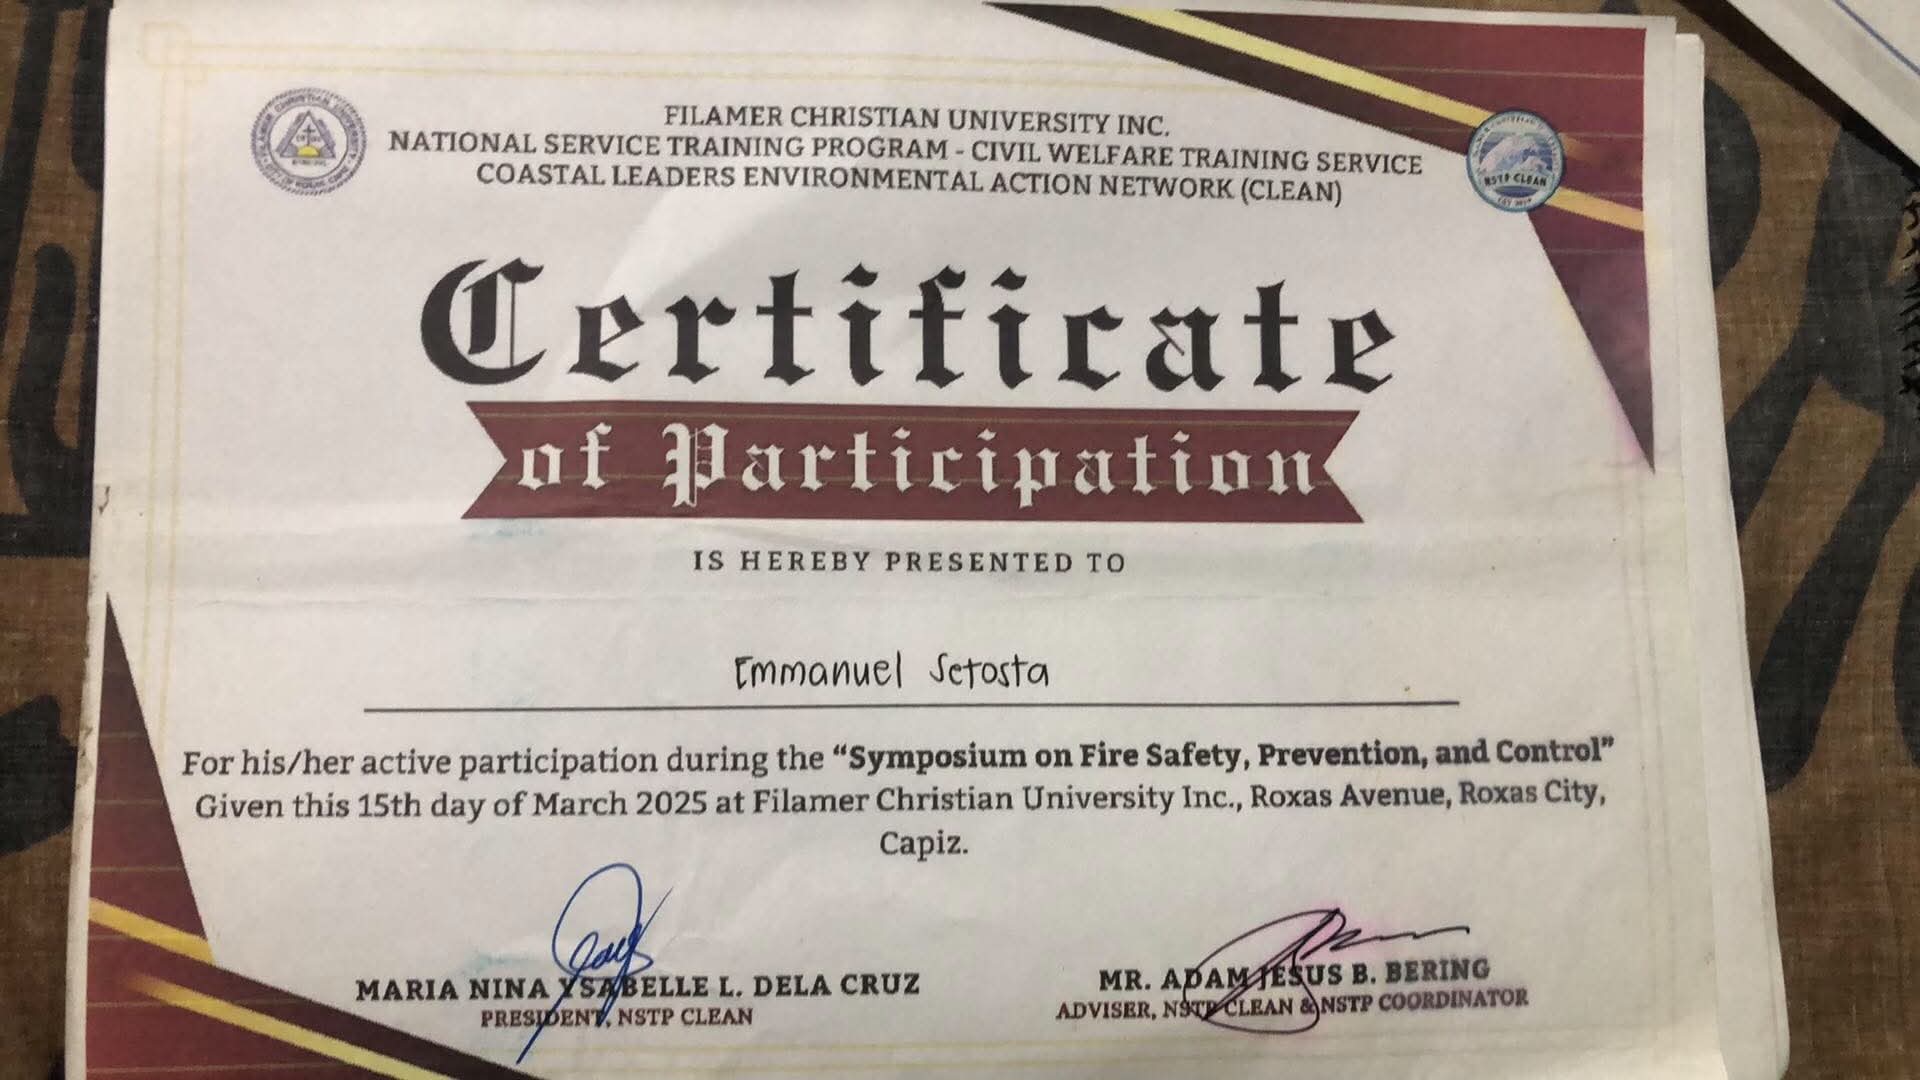 FILAMER CHRISTIAN UNIVERSITY INC.
NATIONAL SERVICE TRAINING PROGRAM - CIVIL WELFARE TRAINING SERVICE
COASTAL LEADERS ENVIRONMENTAL ACTION NETWORK (CLEAN)
NSTP CLEAN
Certificate
of Participation
IS HEREBY PRESENTED TO
Emmanuel Setosta
For his/her active participation during the “Symposium on Fire Safety, Prevention, and Control”
Given this 15th day of March 2025 at Filamer Christian University Inc., Roxas Avenue, Roxas City,
Capiz.
MARIA NINA YSABELLE L. DELA CRUZ
PRESIDENT, NSTP CLEAN
MR. ADAM JESUS B. BERING
ADVISER, NSTP CLEAN & NSTP COORDINATOR